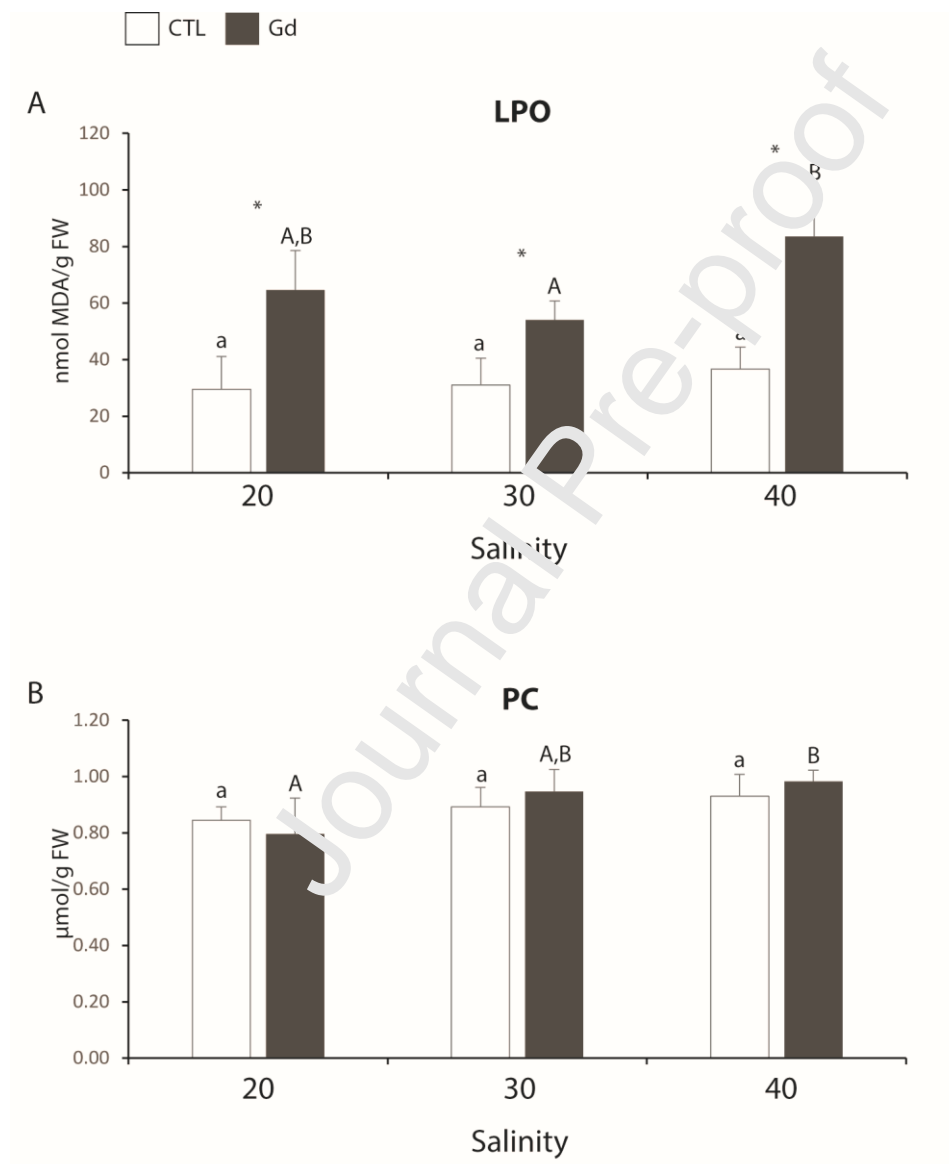 CTL Gd
A
LPO
120
100
80
60
40
20
0
nmol MDA/g FW
*
*
*
a
A,B
a
A
a
B
20 30 40
Salinity
B
PC
1.20
1.00
0.80
0.60
0.40
0.20
0.00
µmol/g FW
a
A
a
A,B
a
B
20 30 40
Salinity
Journal Pre-proof